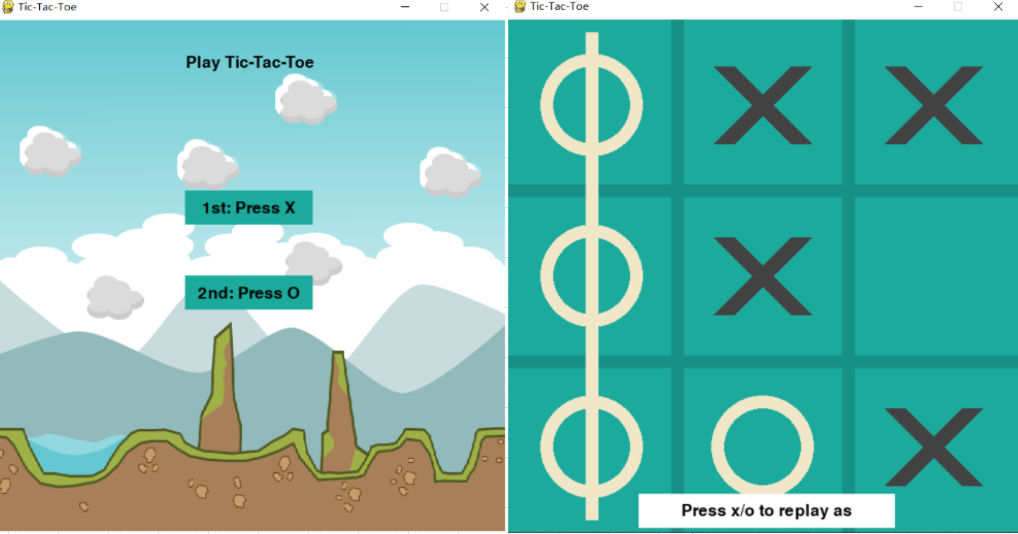 Tic-Tac-Toe
Play Tic-Tac-Toe
1st: Press X
2nd: Press O
Tic-Tac-Toe
Press x/o to replay as